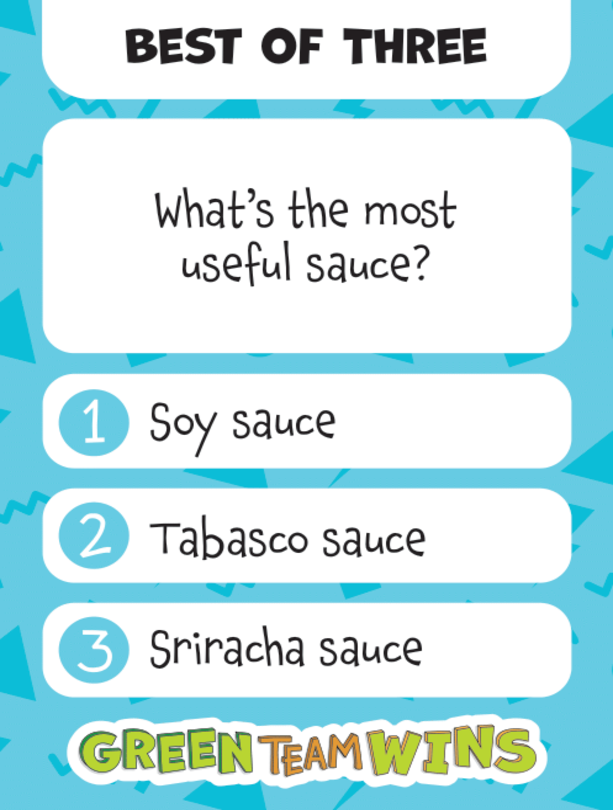 BEST OF THREE
What's the most
useful sauce?
1 Soy sauce
2 Tabasco sauce
3 Sriracha sauce
GREEN TEAM WINS